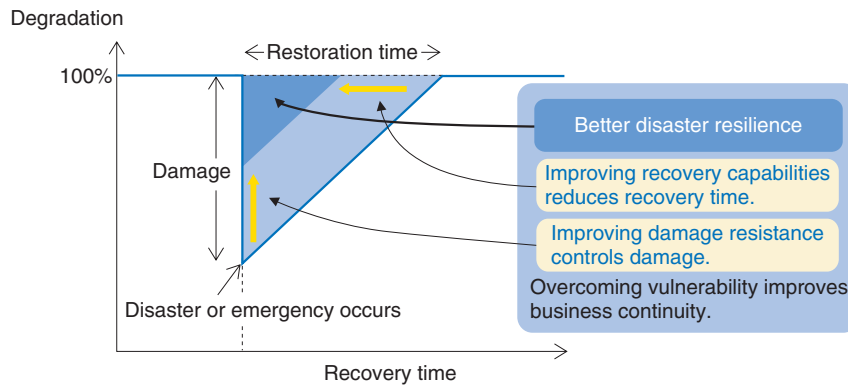 Degradation
Restoration time
100%
Better disaster resilience
Damage
Improving recovery capabilities
reduces recovery time.
Improving damage resistance
controls damage.
Overcoming vulnerability improves
business continuity.
Disaster or emergency occurs
Recovery time